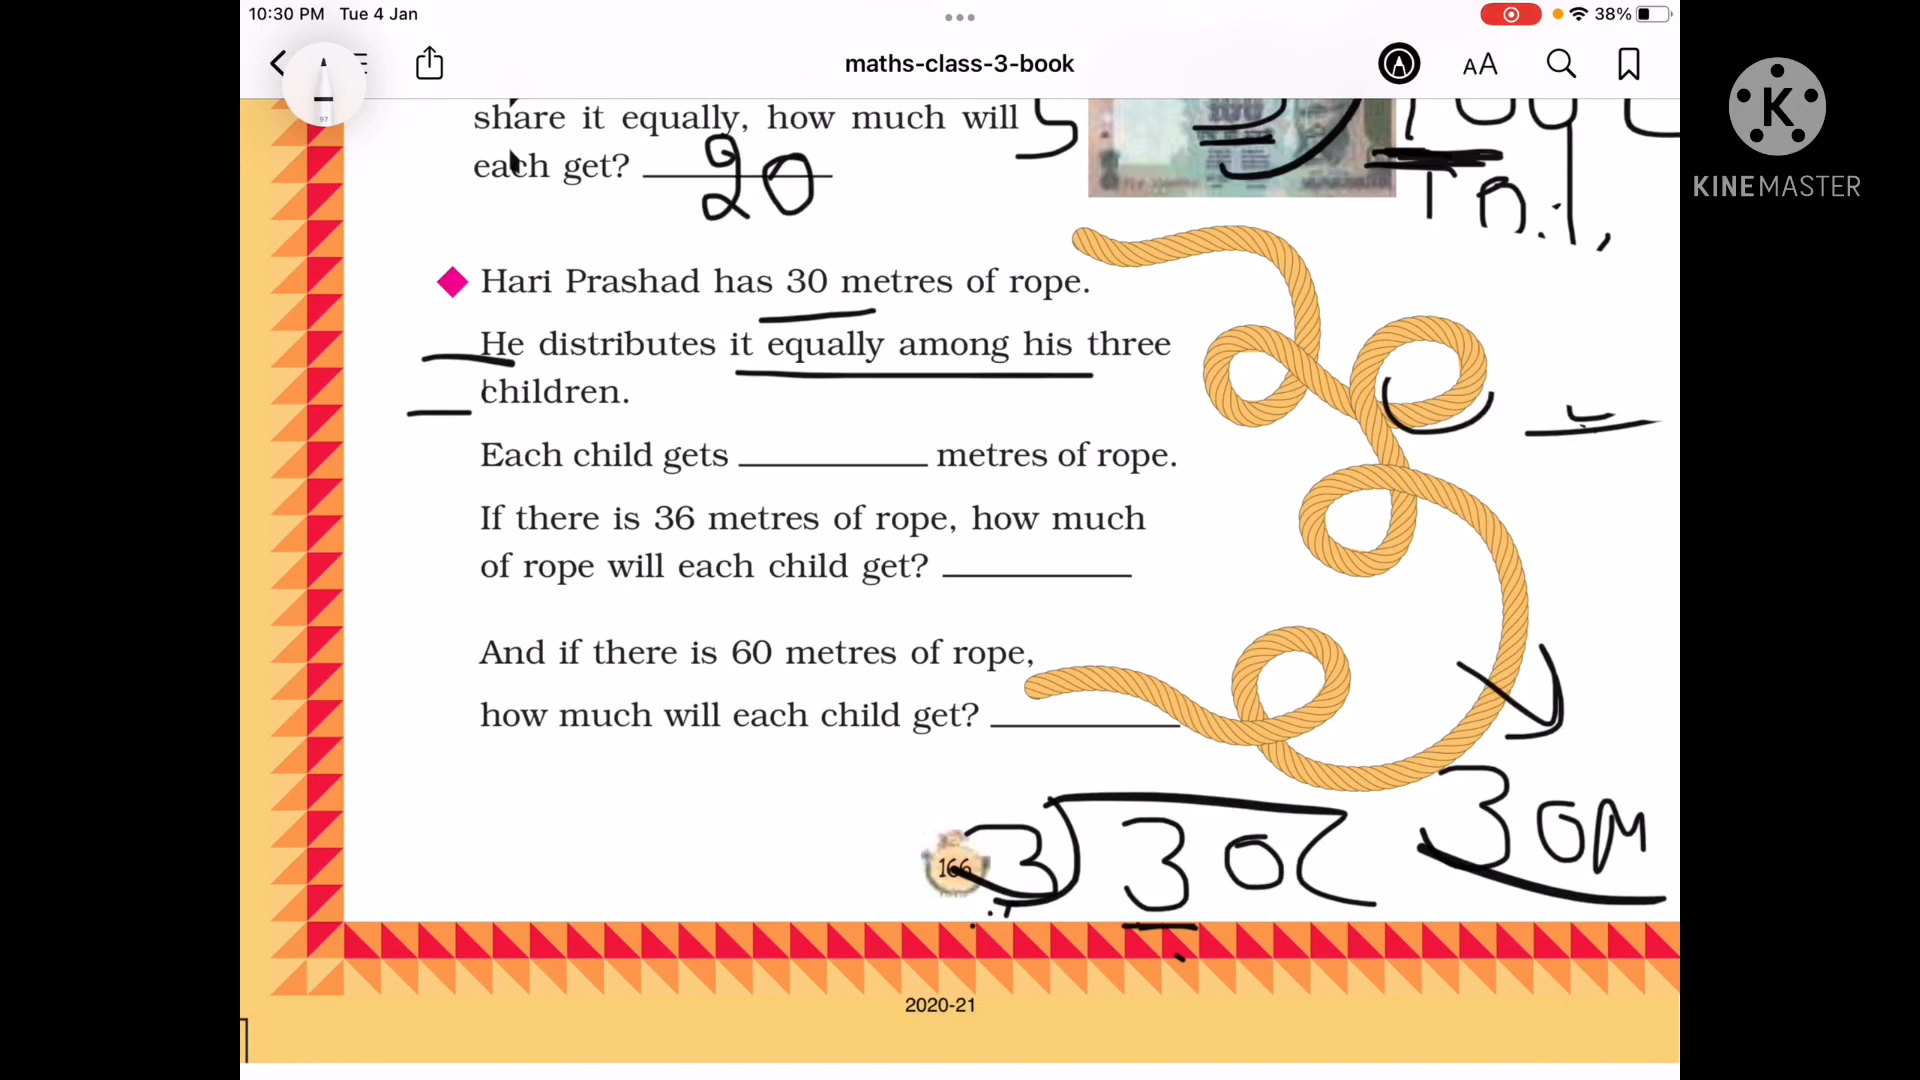 10:30 PM Tue 4 Jan
38%
maths-class-3-book
AA
K
KINEMASTER
share it equally, how much will
each get? 20
Hari Prashad has 30 metres of rope.
He distributes it equally among his three
children.
Each child gets ________ metres of rope.
If there is 36 metres of rope, how much
of rope will each child get? ________
And if there is 60 metres of rope,
how much will each child get? ________
30M
3)30(
166
2020-21